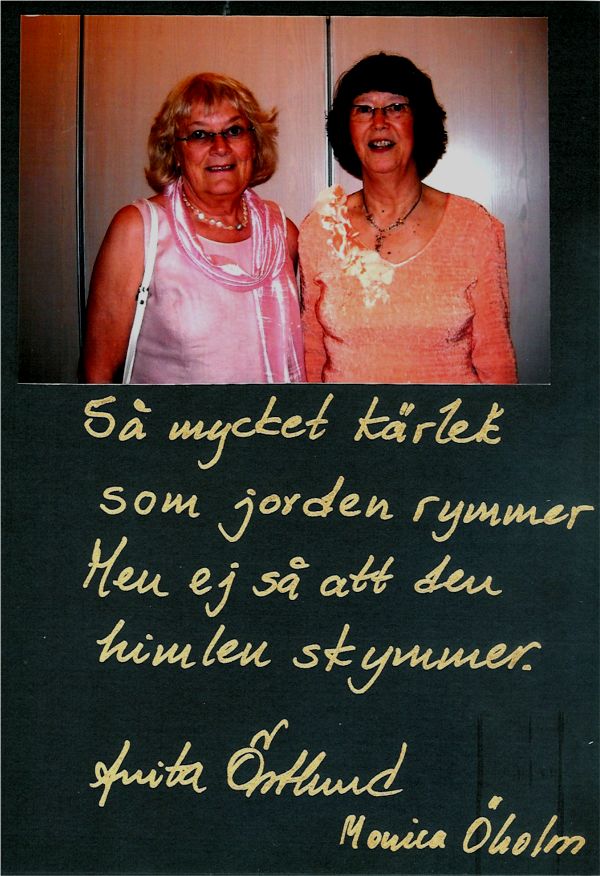 Så mycket kärlek
som jorden rymmer
Men ej så att den
himlen skymmer.
Anita Östlund
Monica Öholm